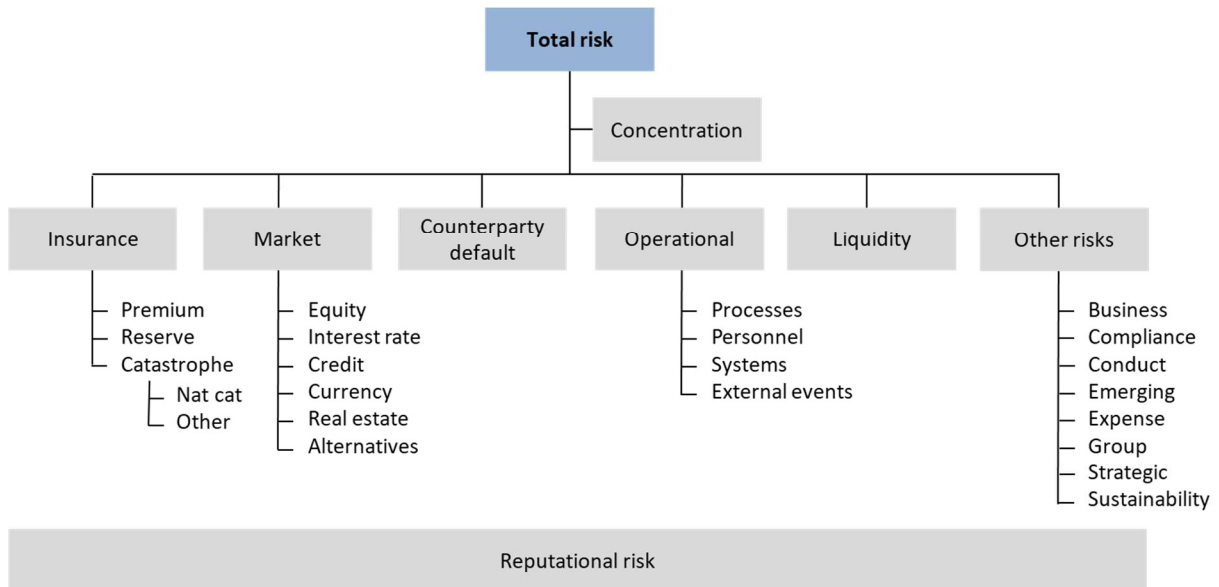 Total risk
Concentration
Insurance
Market
Counterparty
default
Operational
Liquidity
Other risks
Premium
Reserve
Catastrophe
Nat cat
Other
Equity
Interest rate
Credit
Currency
Real estate
Alternatives
Processes
Personnel
Systems
External events
Business
Compliance
Conduct
Emerging
Expense
Group
Strategic
Sustainability
Reputational risk